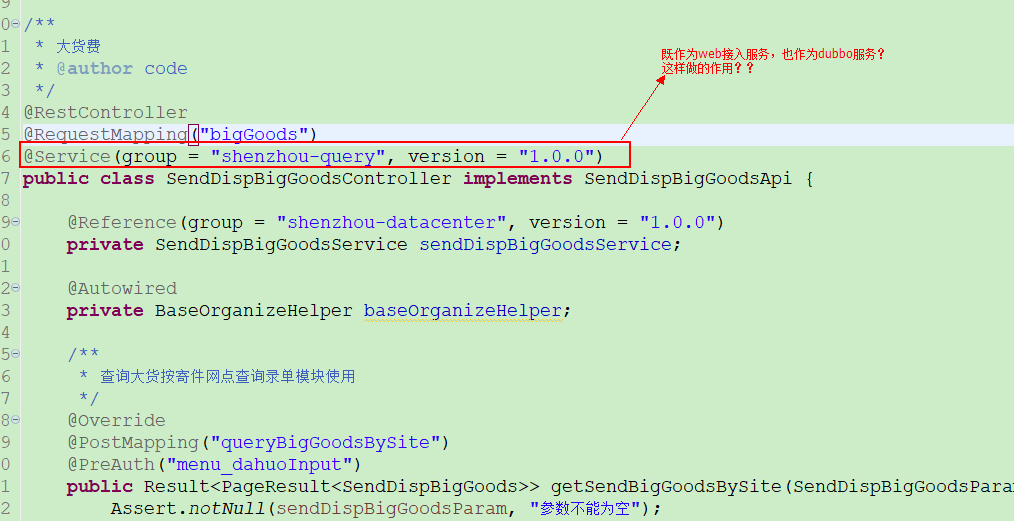 9
0 /**
1 * 大货费
2 * @author code
3 */
4 @RestController
5 @RequestMapping("bigGoods")
6 @Service(group = "shenzhou-query", version = "1.0.0")
7 public class SendDispBigGoodsController implements SendDispBigGoodsApi {
8
9 @Reference(group = "shenzhou-datacenter", version = "1.0.0")
0 private SendDispBigGoodsService sendDispBigGoodsService;
1
2 @Autowired
3 private BaseOrganizeHelper baseOrganizeHelper;
4
5 /**
6 * 查询大货按寄件网点查询录单模块使用
7 */
8 @Override
9 @PostMapping("queryBigGoodsBySite")
0 @PreAuth("menu_dahuoInput")
1 public Result<PageResult<SendDispBigGoods>> getSendBigGoodsBySite(SendDispBigGoodsParam
2 Assert.notNull(sendDispBigGoodsParam, "参数不能为空");
既作为web接入服务，也作为dubbo服务？
这样做的作用？？